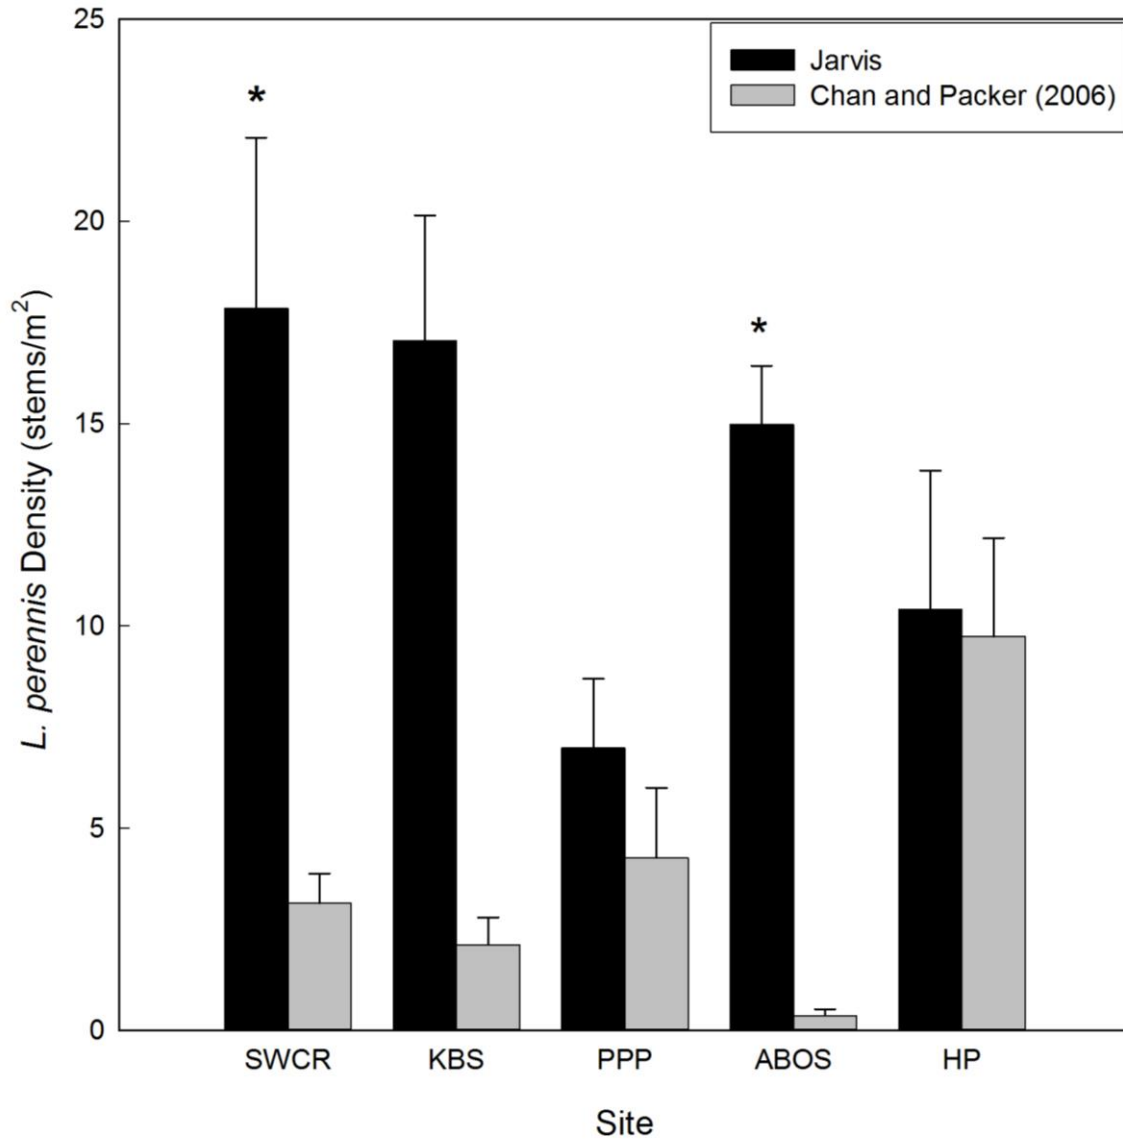 25
20
15
10
5
0
L. perennis Density (stems/m²)
*
*
Jarvis
Chan and Packer (2006)
SWCR KBS PPP ABOS HP
Site